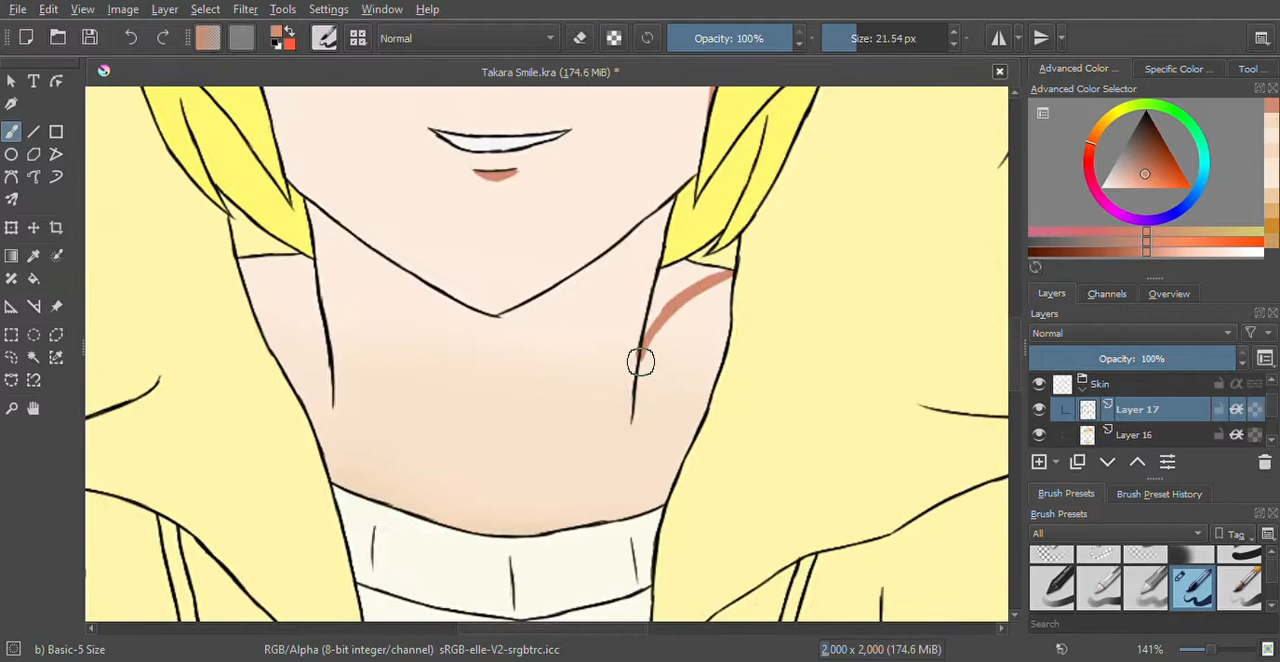 File Edit View Image Layer Select Filter Tools Settings Window Help
Normal Opacity: 100% Size: 21.54 px
Takara Smile.kra (174.6 MiB) *
Advanced Color ... Specific Color ... Tool ...
Advanced Color Selector
Layers Channels Overview
Layers
Normal
Opacity: 100%
Skin
Layer 17
Layer 16
Brush Presets Brush Preset History
Brush Presets
All Tag
Search
b) Basic-5 Size RGB/Alpha (8-bit integer/channel) sRGB-elle-V2-srgbtrc.icc 2,000 x 2,000 (174.6 MiB) 141%